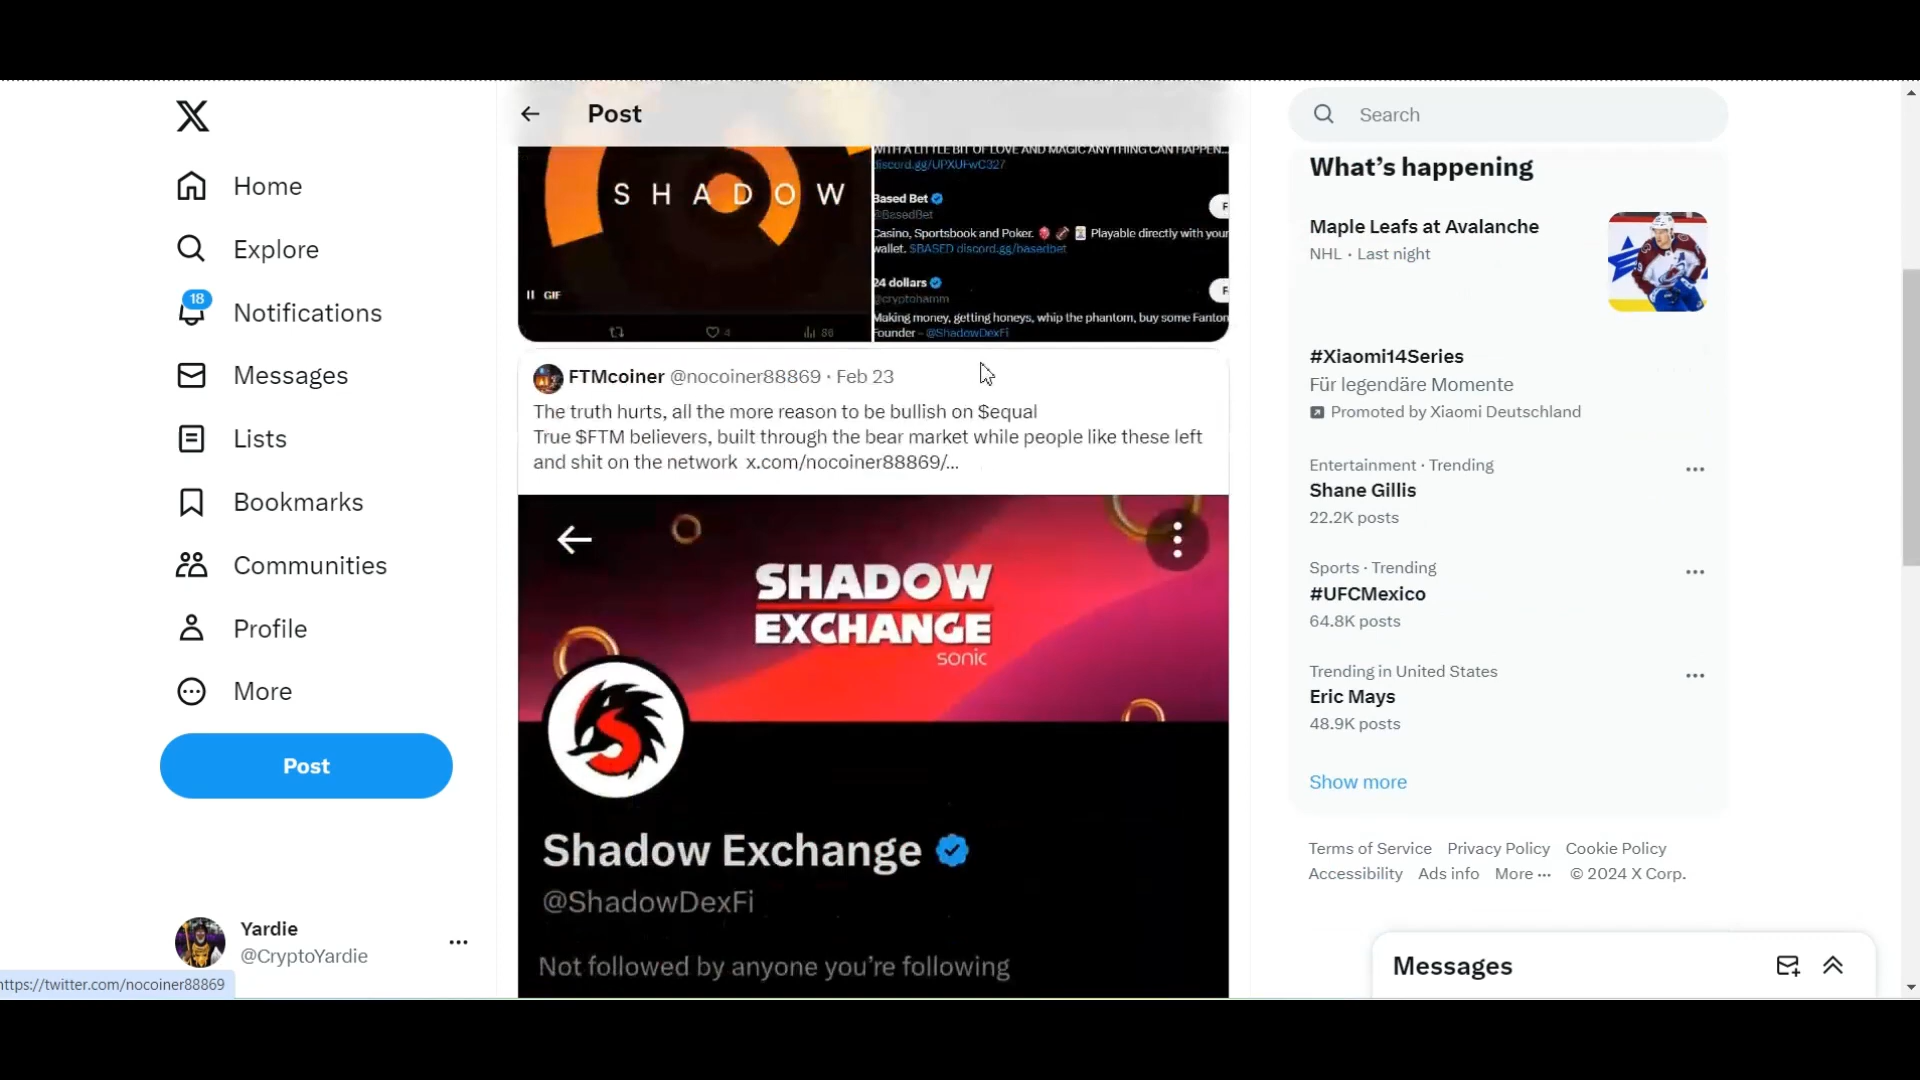 Home
Explore
18
Notifications
Messages
Lists
Bookmarks
Communities
Profile
More
Post
Yardie
@CryptoYardie
https://twitter.com/nocoiner88869
Post
SHADOW
GIF
4
86
WITH A LITTLE BIT OF LOVE AND MAGIC ANYTHING CAN HAPPEN...
discord.gg/UPXUFwC327
Based Bet
@BasedBet
F
Casino, Sportsbook and Poker. Playable directly with your
wallet. $BASED discord.gg/basedbet
24 dollars
@cryptohamm
F
Making money, getting honeys, whip the phantom, buy some Fanton
Founder - @ShadowDexFi
FTMcoiner @nocoiner88869 · Feb 23
The truth hurts, all the more reason to be bullish on $equal
True $FTM believers, built through the bear market while people like these left
and shit on the network x.com/nocoiner88869/...
SHADOW
EXCHANGE
sonic
Shadow Exchange
@ShadowDexFi
Not followed by anyone you're following
Search
What's happening
Maple Leafs at Avalanche
NHL · Last night
#Xiaomi14Series
Für legendäre Momente
Promoted by Xiaomi Deutschland
Entertainment · Trending
Shane Gillis
22.2K posts
Sports · Trending
#UFCMexico
64.8K posts
Trending in United States
Eric Mays
48.9K posts
Show more
Terms of Service Privacy Policy Cookie Policy
Accessibility Ads info More ··· © 2024 X Corp.
Messages